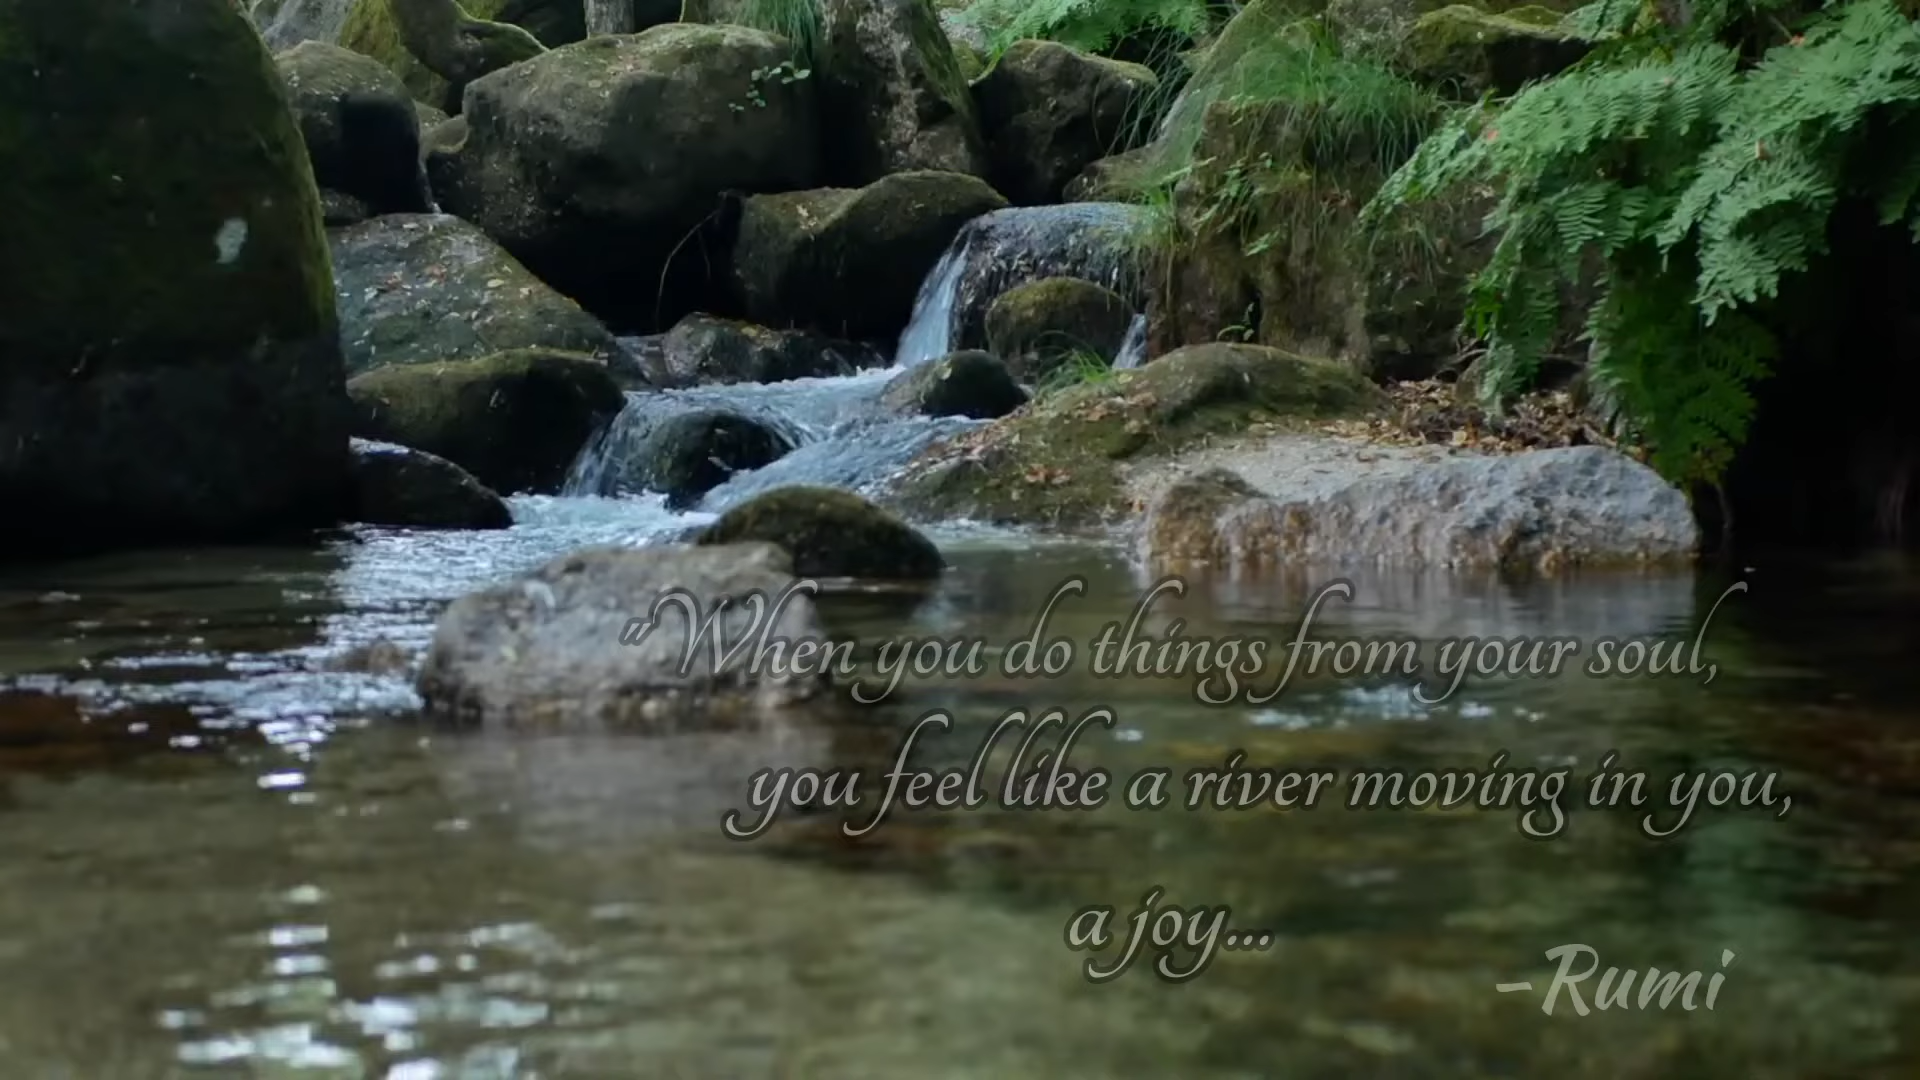 "When you do things from your soul,
you feel like a river moving in you,
a joy...
-Rumi